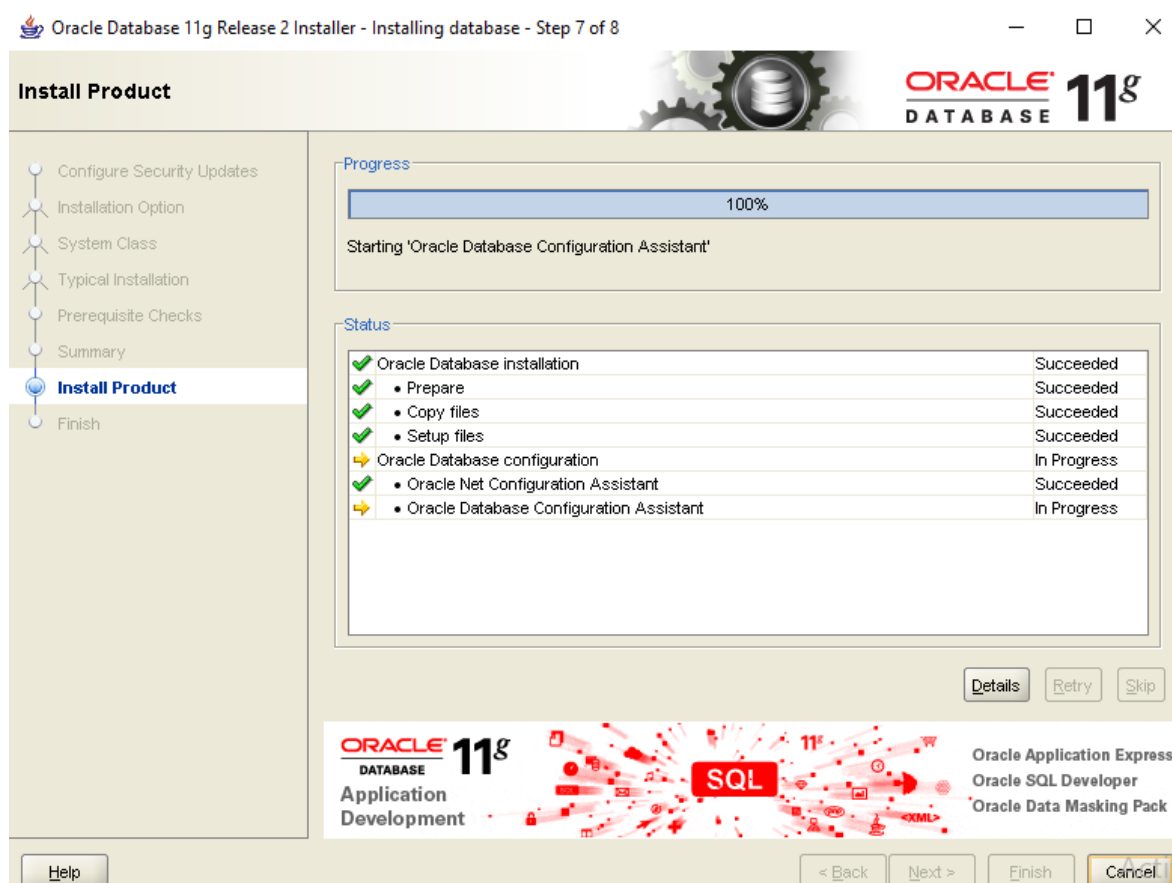 Oracle Database 11g Release 2 Installer - Installing database - Step 7 of 8
Install Product
ORACLE 11g
DATABASE
Configure Security Updates
Installation Option
System Class
Typical Installation
Prerequisite Checks
Summary
Install Product
Finish
Progress
100%
Starting 'Oracle Database Configuration Assistant'
Status
Oracle Database installation Succeeded
• Prepare Succeeded
• Copy files Succeeded
• Setup files Succeeded
Oracle Database configuration In Progress
• Oracle Net Configuration Assistant Succeeded
• Oracle Database Configuration Assistant In Progress
Details Retry Skip
ORACLE 11g
DATABASE
Application
Development
11g
SQL
php
<XML>
Oracle Application Express
Oracle SQL Developer
Oracle Data Masking Pack
Help < Back Next > Finish Cancel